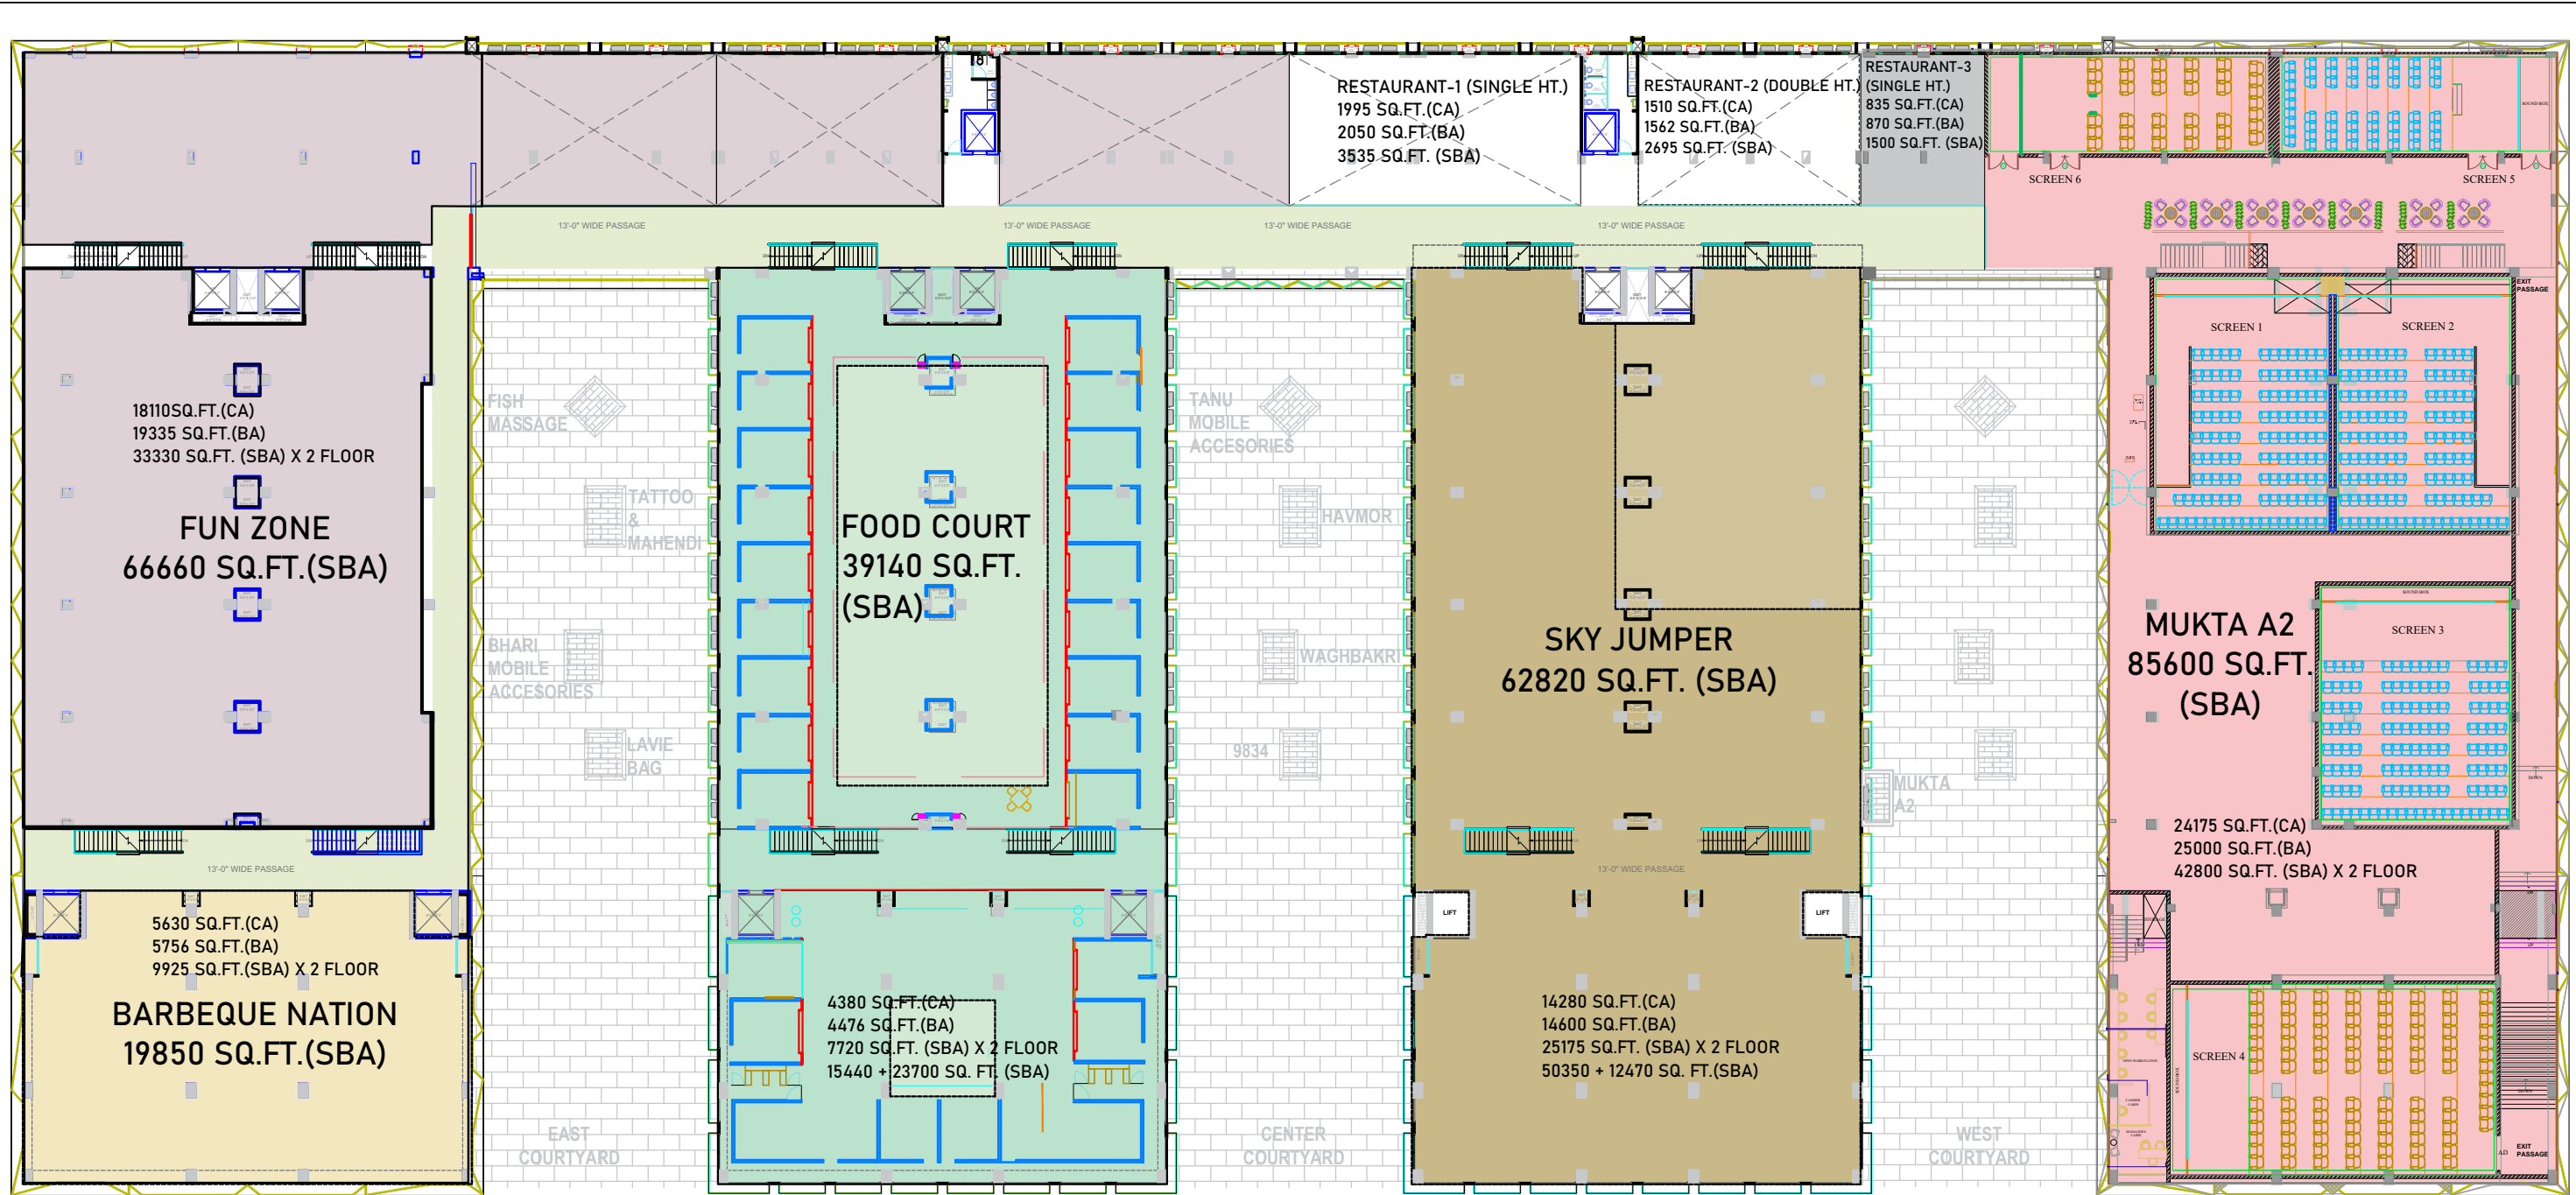 RESTAURANT-1 (SINGLE HT.)
1995 SQ.FT.(CA)
2050 SQ.FT.(BA)
3535 SQ.FT. (SBA)
RESTAURANT-2 (DOUBLE HT.)
1510 SQ.FT.(CA)
1562 SQ.FT.(BA)
2695 SQ.FT. (SBA)
RESTAURANT-3
(SINGLE HT.)
835 SQ.FT.(CA)
870 SQ.FT.(BA)
1500 SQ.FT. (SBA)
SOUND BOX
SCREEN 6
SCREEN 5
13'-0" WIDE PASSAGE
13'-0" WIDE PASSAGE
13'-0" WIDE PASSAGE
13'-0" WIDE PASSAGE
18110SQ.FT.(CA)
19335 SQ.FT.(BA)
33330 SQ.FT. (SBA) X 2 FLOOR
FUN ZONE
66660 SQ.FT.(SBA)
13'-0" WIDE PASSAGE
5630 SQ.FT.(CA)
5756 SQ.FT.(BA)
9925 SQ.FT.(SBA) X 2 FLOOR
BARBEQUE NATION
19850 SQ.FT.(SBA)
FISH
MASSAGE
TATTOO
&
MAHENDI
BHARI
MOBILE
ACCESORIES
LAVIE
BAG
EAST
COURTYARD
FOOD COURT
39140 SQ.FT.
(SBA)
4380 SQ.FT.(CA)
4476 SQ.FT.(BA)
7720 SQ.FT. (SBA) X 2 FLOOR
15440 + 23700 SQ. FT. (SBA)
TANU
MOBILE
ACCESORIES
HAVMOR
WAGHBAKRI
9834
CENTER
COURTYARD
SKY JUMPER
62820 SQ.FT. (SBA)
13'-0" WIDE PASSAGE
LIFT
LIFT
14280 SQ.FT.(CA)
14600 SQ.FT.(BA)
25175 SQ.FT. (SBA) X 2 FLOOR
50350 + 12470 SQ. FT.(SBA)
MUKTA
A2
WEST
COURTYARD
EXIT
PASSAGE
SCREEN 1
SCREEN 2
SOUND BOX
SCREEN 3
MUKTA A2
85600 SQ.FT.
(SBA)
24175 SQ.FT.(CA)
25000 SQ.FT.(BA)
42800 SQ.FT. (SBA) X 2 FLOOR
SCREEN 4
SOUND BOX
EXIT
PASSAGE